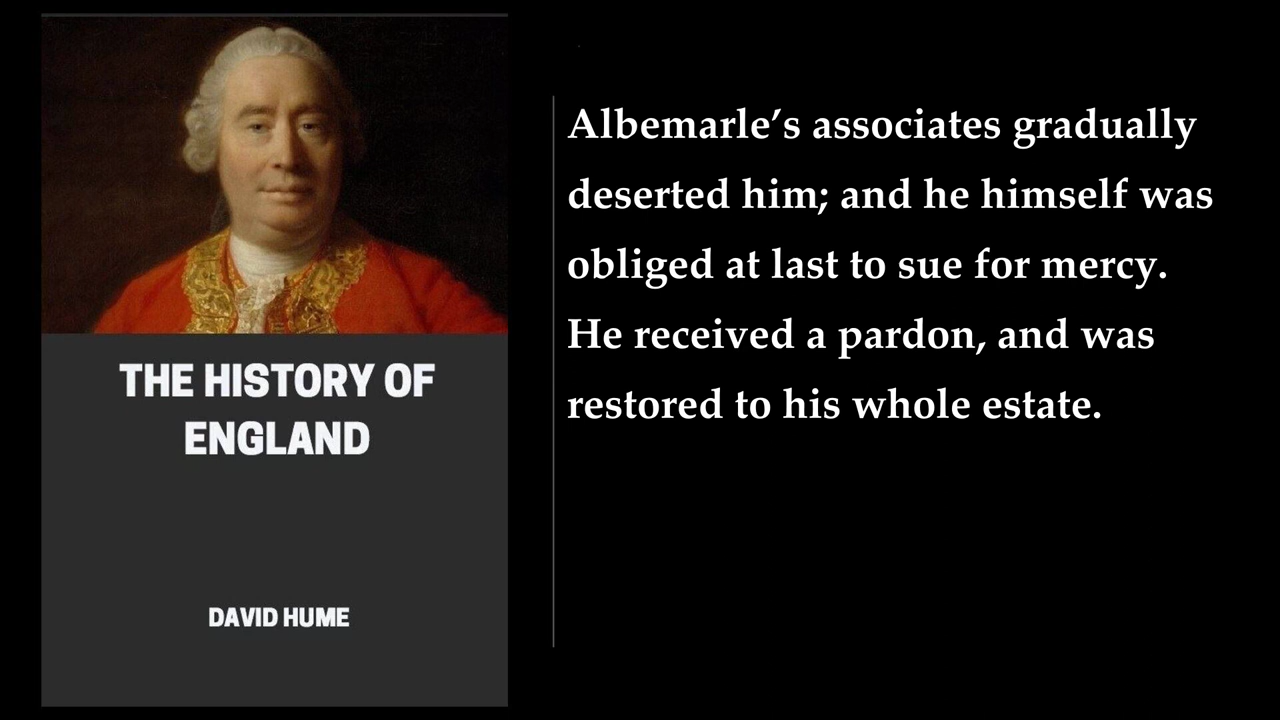 THE HISTORY OF
ENGLAND
DAVID HUME
Albemarle’s associates gradually
deserted him; and he himself was
obliged at last to sue for mercy.
He received a pardon, and was
restored to his whole estate.